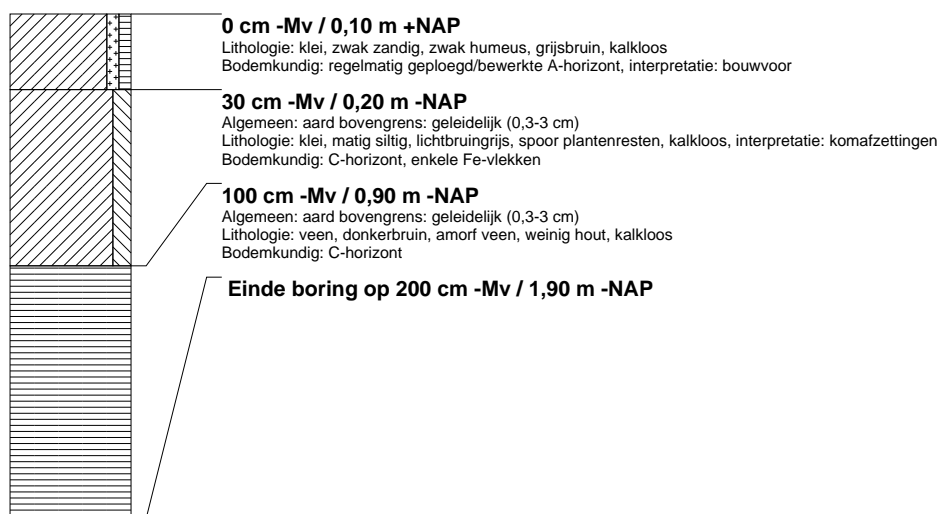 0 cm -Mv / 0,10 m +NAP
Lithologie: klei, zwak zandig, zwak humeus, grijsbruin, kalkloos
Bodemkundig: regelmatig geploegd/bewerkte A-horizont, interpretatie: bouwvoor
30 cm -Mv / 0,20 m -NAP
Algemeen: aard bovengrens: geleidelijk (0,3-3 cm)
Lithologie: klei, matig siltig, lichtbruingrijs, spoor plantenresten, kalkloos, interpretatie: komafzettingen
Bodemkundig: C-horizont, enkele Fe-vlekken
100 cm -Mv / 0,90 m -NAP
Algemeen: aard bovengrens: geleidelijk (0,3-3 cm)
Lithologie: veen, donkerbruin, amorf veen, weinig hout, kalkloos
Bodemkundig: C-horizont
Einde boring op 200 cm -Mv / 1,90 m -NAP